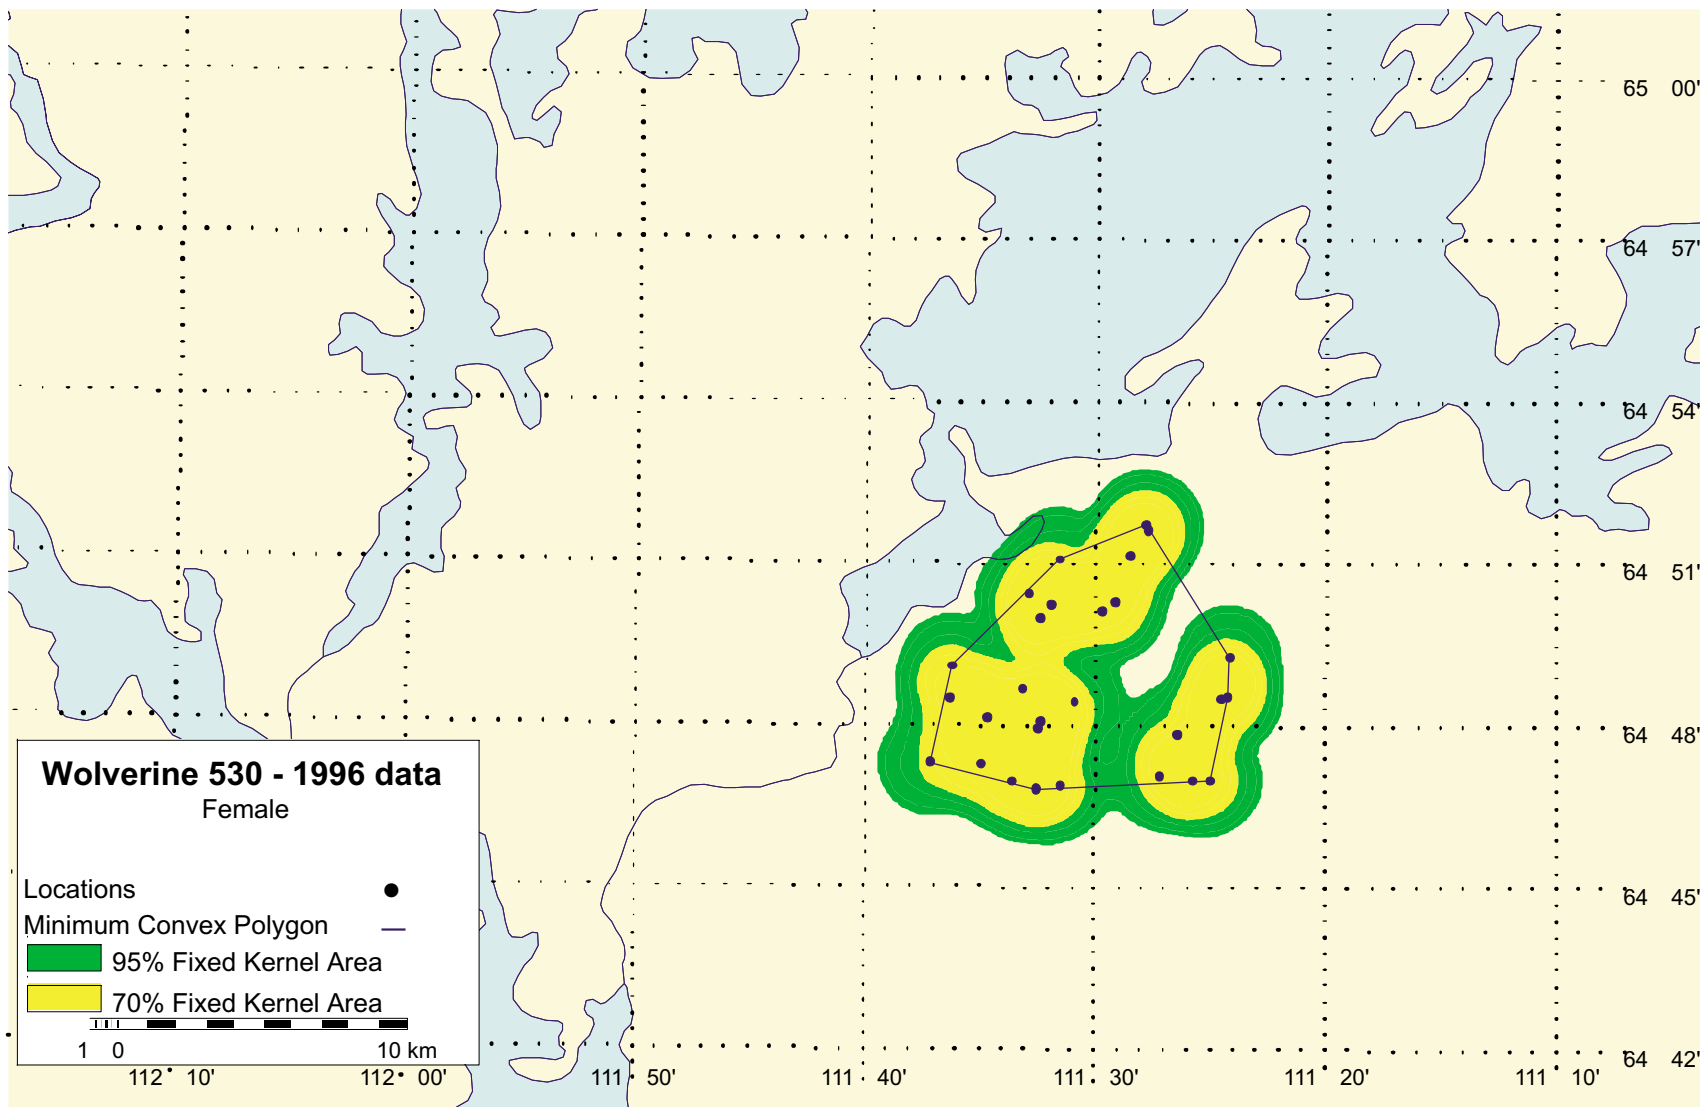 65 00'
64 57'
64 54'
64 51'
64 48'
64 45'
64 42'
Wolverine 530 - 1996 data
Female
Locations
Minimum Convex Polygon
95% Fixed Kernel Area
70% Fixed Kernel Area
1 0 10 km
112 10' 112 00' 111 50' 111 40' 111 30' 111 20' 111 10'